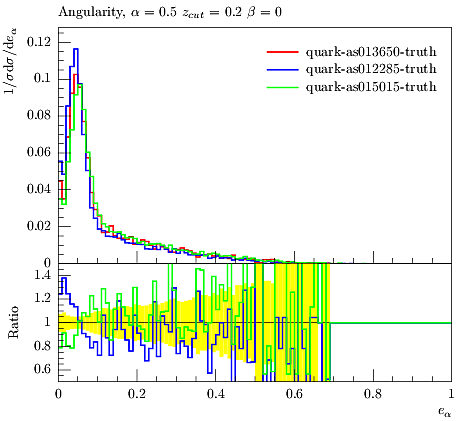 Angularity, α = 0.5 z_cut = 0.2 β = 0
1/σ dσ/de_α
0.12
0.1
0.08
0.06
0.04
0.02
0
quark-as013650-truth
quark-as012285-truth
quark-as015015-truth
Ratio
1.4
1.2
1
0.8
0.6
0 0.2 0.4 0.6 0.8 1
e_α